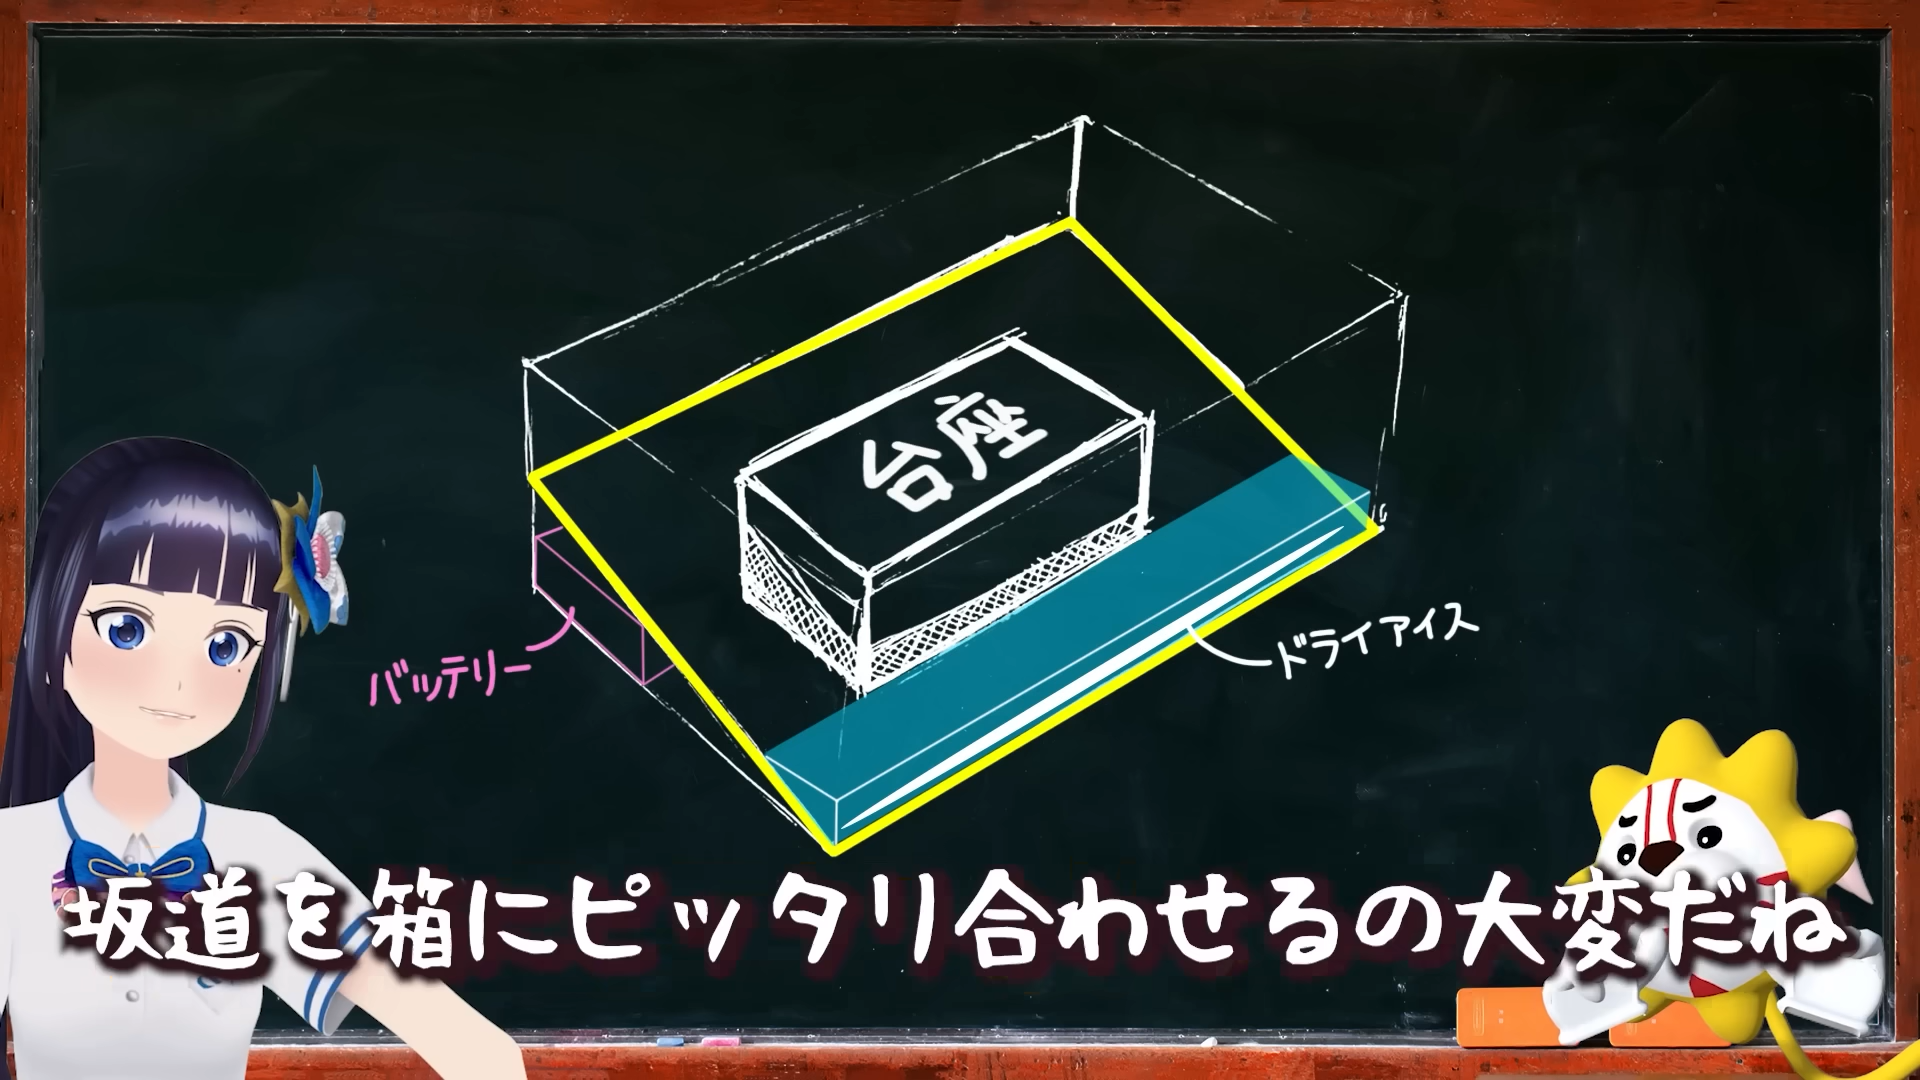 台座
バッテリー
ドライアイス
坂道を箱にピッタリ合わせるの大変だね